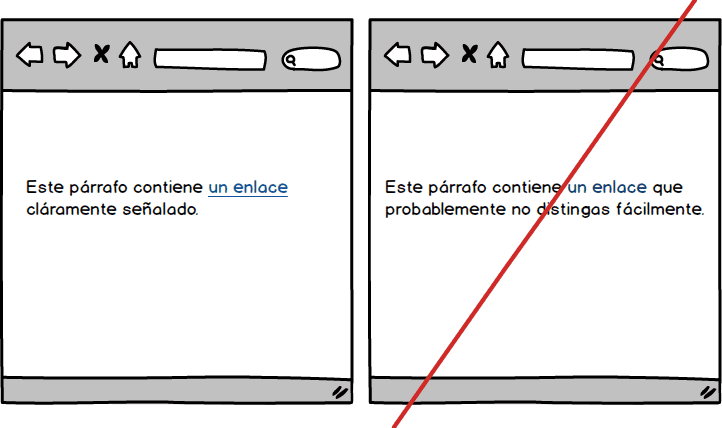 Este párrafo contiene un enlace
cláramente señalado.
Este párrafo contiene un enlace que
probablemente no distingas fácilmente.